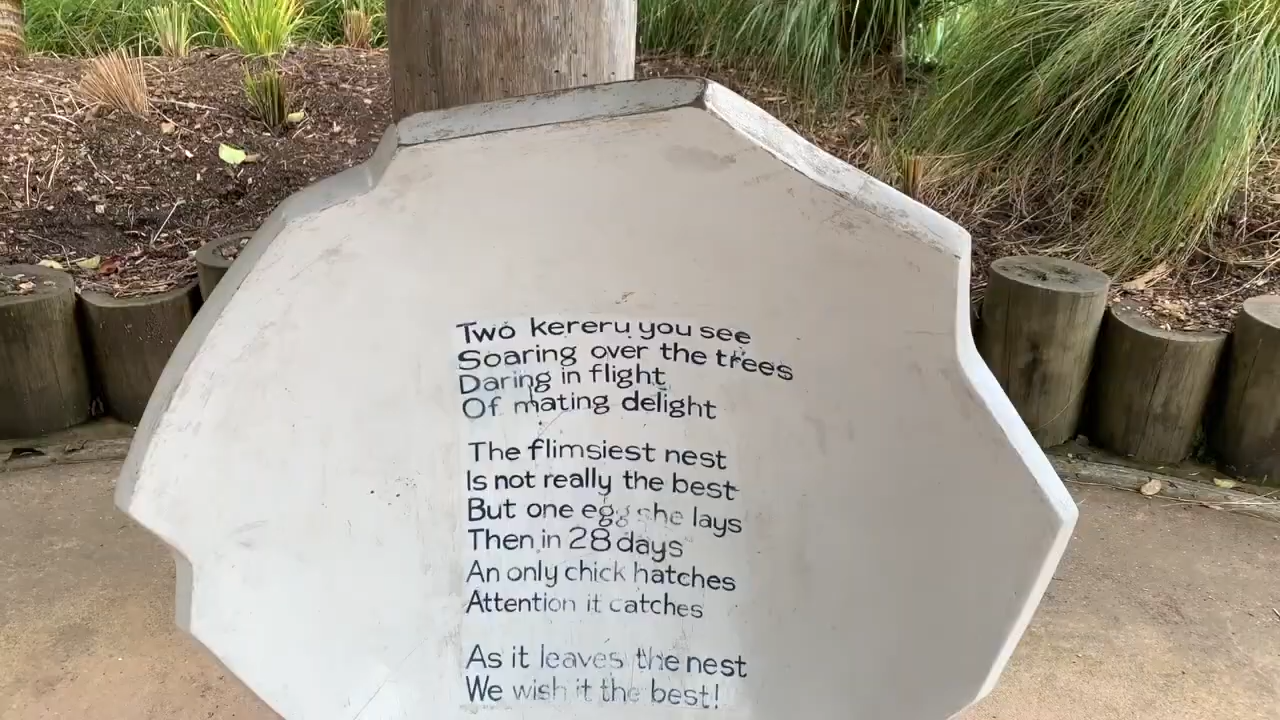 Two kereru you see
Soaring over the trees
Daring in flight
Of mating delight
The flimsiest nest
Is not really the best
But one egg she lays
Then in 28 days
An only chick hatches
Attention it catches
As it leaves the nest
We wish it the best!